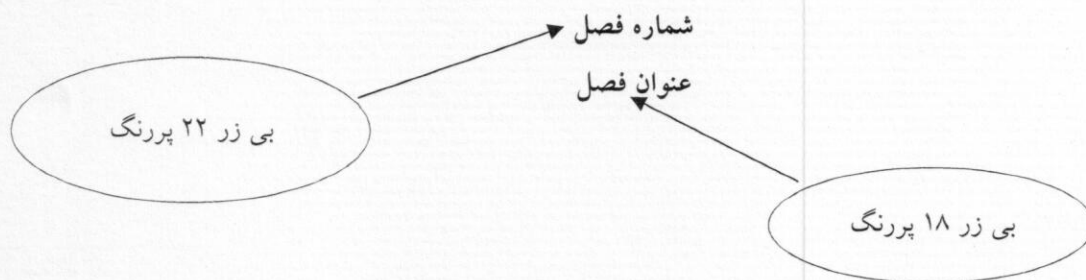 شماره فصل
عنوان فصل
بی زر ۲۲ پررنگ
بی زر ۱۸ پررنگ